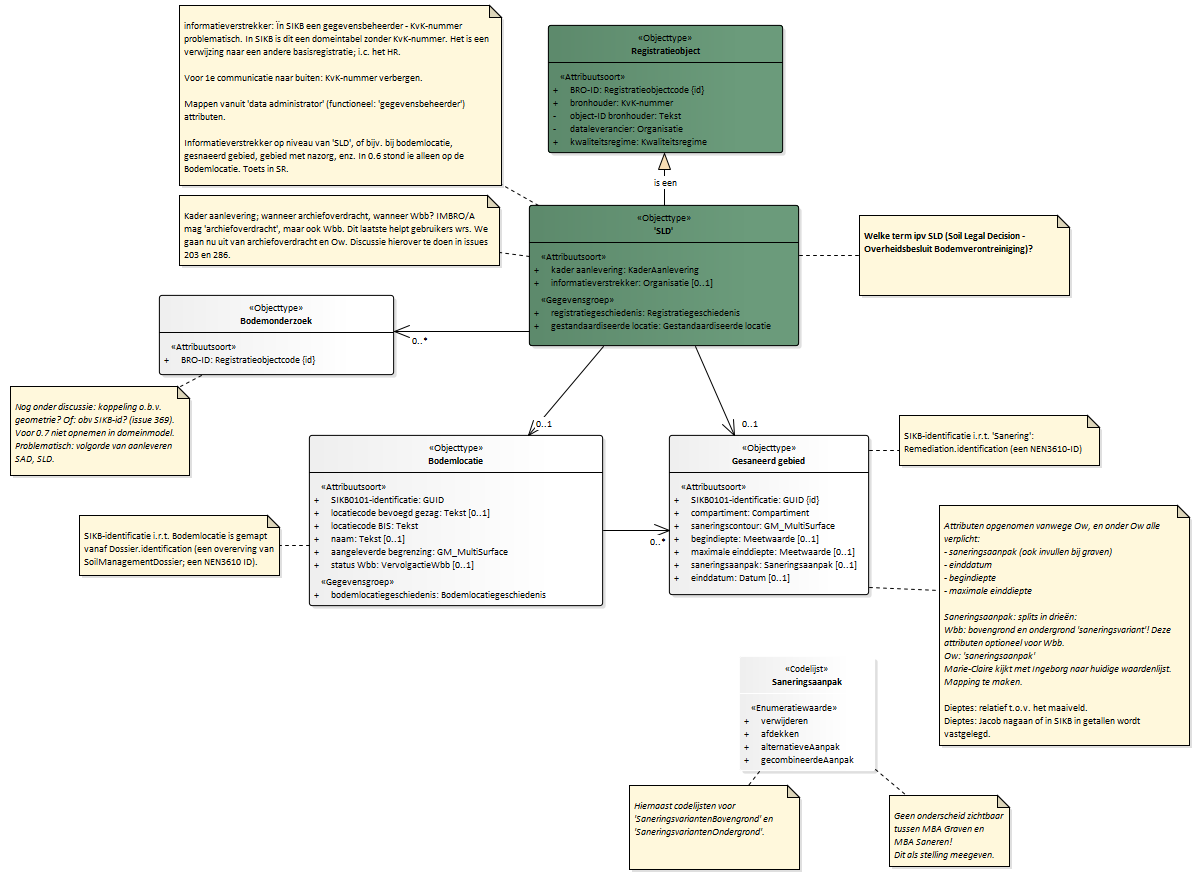 informatieverstrekker: Ïn SIKB een gegevensbeheerder - KvK-nummer
problematisch. In SIKB is dit een domeintabel zonder KvK-nummer. Het is een
verwijzing naar een andere basisregistratie; i.c. het HR.
Voor 1e communicatie naar buiten: KvK-nummer verbergen.
Mappen vanuit 'data administrator' (functioneel: 'gegevensbeheerder')
attributen.
Informatieverstrekker op niveau van 'SLD', of bijv. bij bodemlocatie,
gesnaeerd gebied, gebied met nazorg, enz. In 0.6 stond ie alleen op de
Bodemlocatie. Toets in SR.
«Objecttype»
Registratieobject
«Attribuutsoort»
+ BRO-ID: Registratieobjectcode {id}
+ bronhouder: KvK-nummer
- object-ID bronhouder: Tekst
- dataleverancier: Organisatie
+ kwaliteitsregime: Kwaliteitsregime
is een
Kader aanlevering; wanneer archiefoverdracht, wanneer Wbb? IMBRO/A
mag 'archiefoverdracht', maar ook Wbb. Dit laatste helpt gebruikers wrs. We
gaan nu uit van archiefoverdracht en Ow. Discussie hierover te doen in issues
203 en 286.
«Objecttype»
'SLD'
«Attribuutsoort»
+ kader aanlevering: KaderAanlevering
+ informatieverstrekker: Organisatie [0..1]
«Gegevensgroep»
+ registratiegeschiedenis: Registratiegeschiedenis
+ gestandaardiseerde locatie: Gestandaardiseerde locatie
Welke term ipv SLD (Soil Legal Decision -
Overheidsbesluit Bodemverontreiniging)?
«Objecttype»
Bodemonderzoek
«Attribuutsoort»
+ BRO-ID: Registratieobjectcode {id}
0..*
Nog onder discussie: koppeling o.b.v.
geometrie? Of: obv SIKB-id? (issue 369).
Voor 0.7 niet opnemen in domeinmodel.
Problematisch: volgorde van aanleveren
SAD, SLD.
0..1
0..1
«Objecttype»
Bodemlocatie
«Attribuutsoort»
+ SIKB0101-identificatie: GUID
+ locatiecode bevoegd gezag: Tekst [0..1]
+ locatiecode BIS: Tekst
+ naam: Tekst [0..1]
+ aangeleverde begrenzing: GM_MultiSurface
+ status Wbb: VervolgactieWbb [0..1]
«Gegevensgroep»
+ bodemlocatiegeschiedenis: Bodemlocatiegeschiedenis
0..*
«Objecttype»
Gesaneerd gebied
«Attribuutsoort»
+ SIKB0101-identificatie: GUID {id}
+ compartiment: Compartiment
+ saneringscontour: GM_MultiSurface
+ begindiepte: Meetwaarde [0..1]
+ maximale einddiepte: Meetwaarde [0..1]
+ saneringsaanpak: Saneringsaanpak [0..1]
+ einddatum: Datum [0..1]
SIKB-identificatie i.r.t. 'Sanering':
Remediation.identification (een NEN3610-ID)
SIKB-identificatie i.r.t. Bodemlocatie is gemapt
vanaf Dossier.identification (een overerving van
SoilManagementDossier; een NEN3610 ID).
Attributen opgenomen vanwege Ow, en onder Ow alle
verplicht:
- saneringsaanpak (ook invullen bij graven)
- einddatum
- begindiepte
- maximale einddiepte
Saneringsaanpak: splits in drieën:
Wbb: bovengrond en ondergrond 'saneringsvariant'! Deze
attributen optioneel voor Wbb.
Ow: 'saneringsaanpak'
Marie-Claire kijkt met Ingeborg naar huidige waardenlijst.
Mapping te maken.
Dieptes: relatief t.o.v. het maaiveld.
Dieptes: Jacob nagaan of in SIKB in getallen wordt
vastgelegd.
«Codelijst»
Saneringsaanpak
«Enumeratiewaarde»
+ verwijderen
+ afdekken
+ alternatieveAanpak
+ gecombineerdeAanpak
Hiernaast codelijsten voor
'SaneringsvariantenBovengrond' en
'SaneringsvariantenOndergrond'.
Geen onderscheid zichtbaar
tussen MBA Graven en
MBA Saneren!
Dit als stelling meegeven.